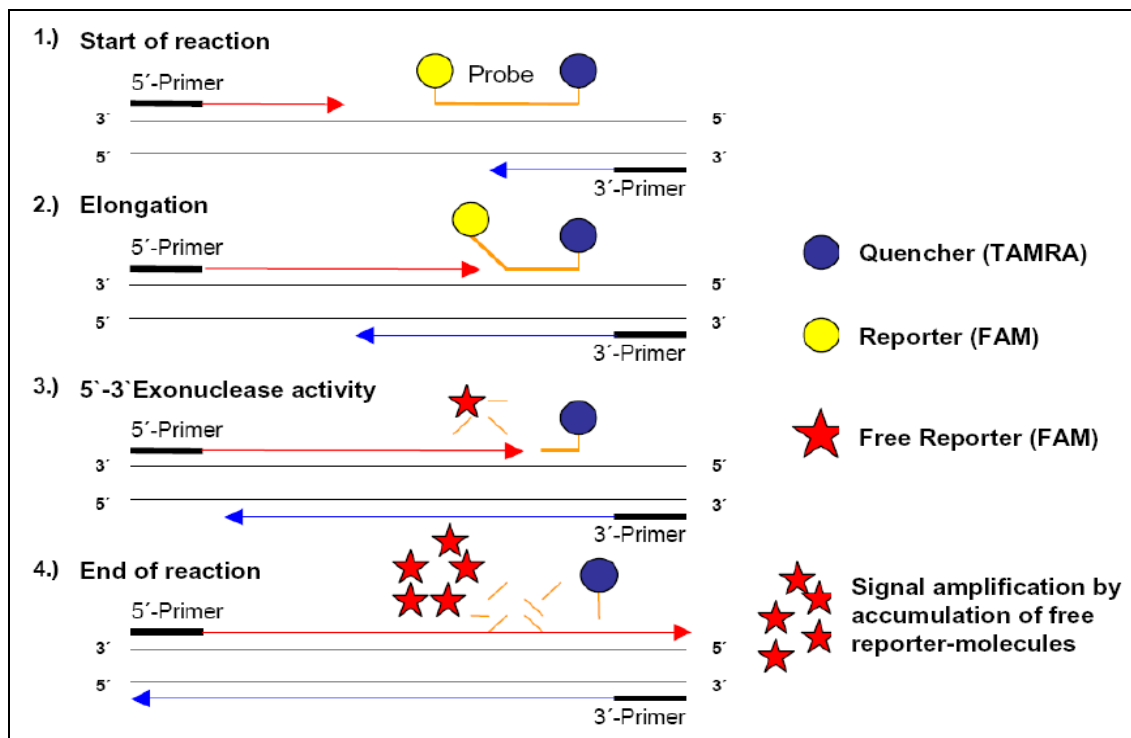 1.) Start of reaction
5´-Primer
Probe
3´ 5´
5´ 3´
3´-Primer
2.) Elongation
5´-Primer
3´ 5´
5´ 3´
3´-Primer
3.) 5`-3`Exonuclease activity
5´-Primer
3´ 5´
5´ 3´
3´-Primer
4.) End of reaction
5´-Primer
3´ 5´
5´ 3´
3´-Primer
Quencher (TAMRA)
Reporter (FAM)
Free Reporter (FAM)
Signal amplification by
accumulation of free
reporter-molecules